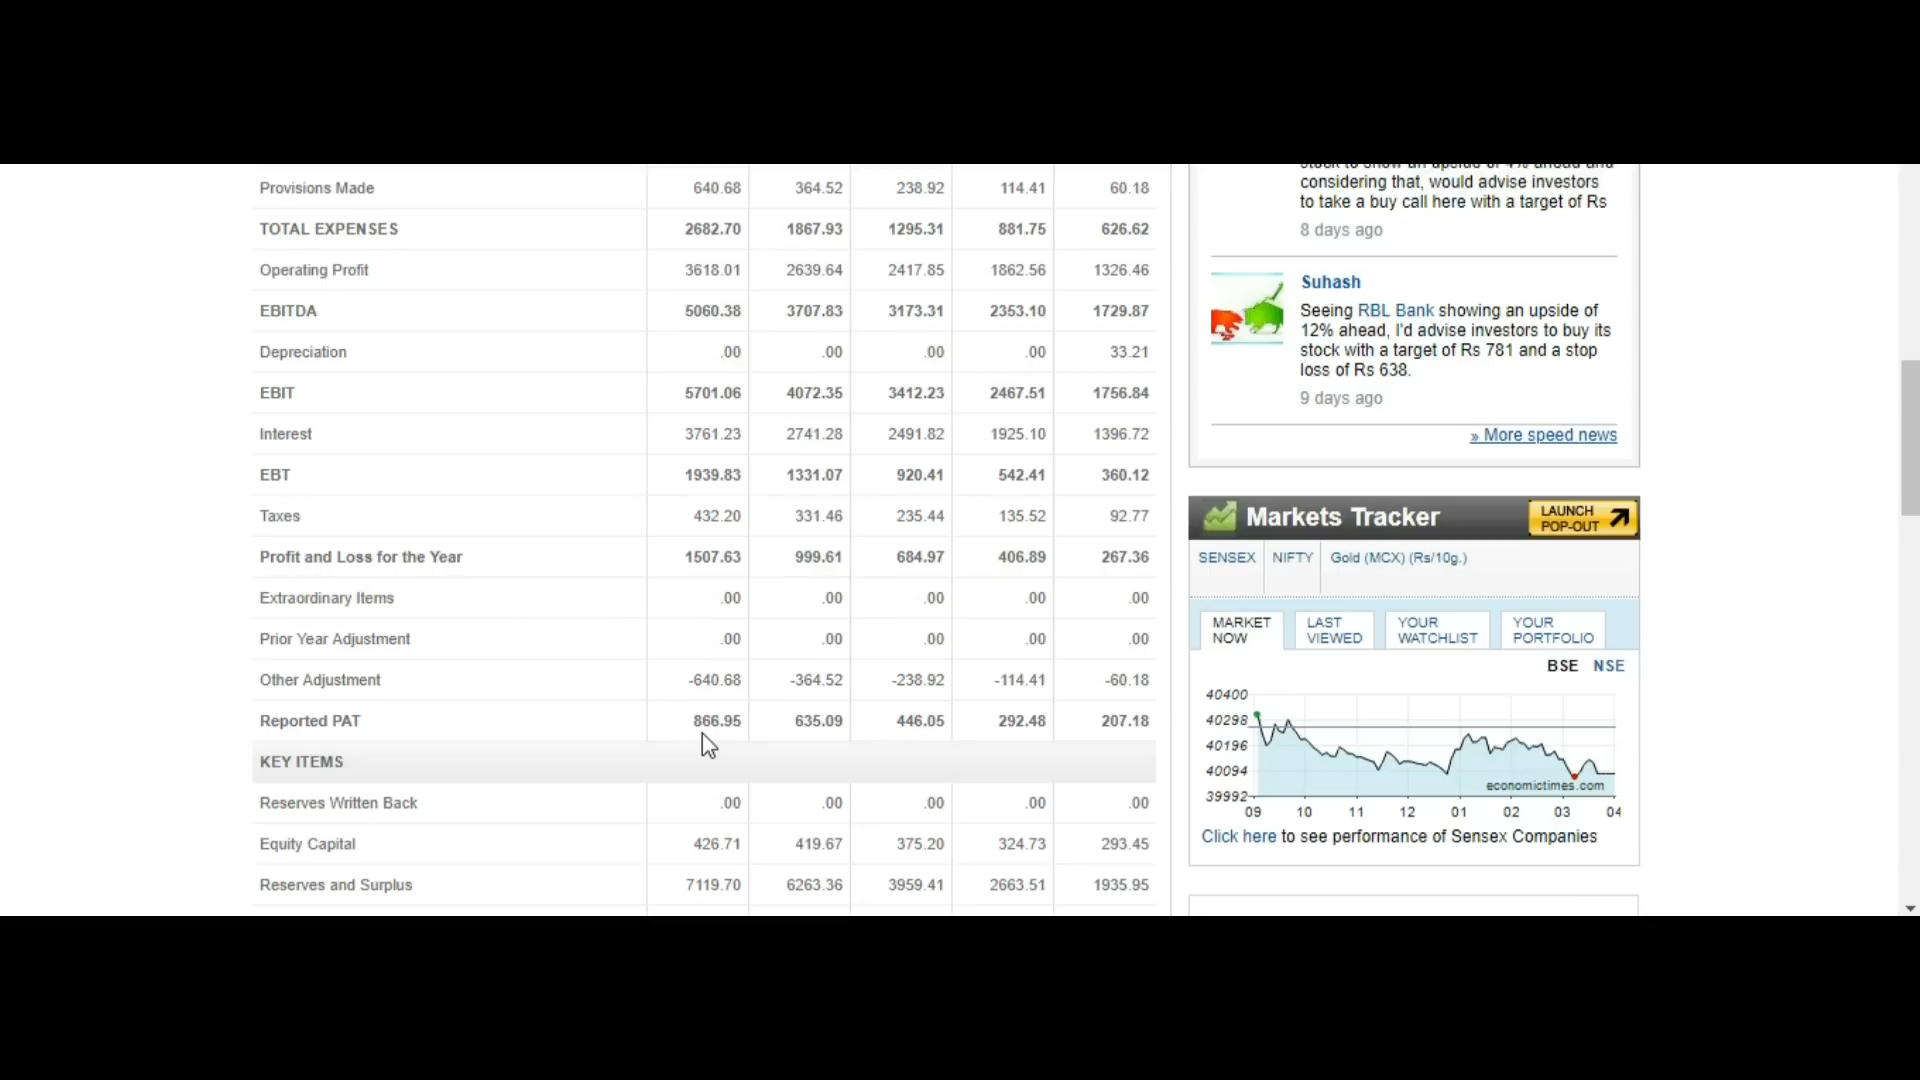 Provisions Made 640.68 364.52 238.92 114.41 60.18
TOTAL EXPENSES 2682.70 1867.93 1295.31 881.75 626.62
Operating Profit 3618.01 2639.64 2417.85 1862.56 1326.46
EBITDA 5060.38 3707.83 3173.31 2353.10 1729.87
Depreciation .00 .00 .00 .00 33.21
EBIT 5701.06 4072.35 3412.23 2467.51 1756.84
Interest 3761.23 2741.28 2491.82 1925.10 1396.72
EBT 1939.83 1331.07 920.41 542.41 360.12
Taxes 432.20 331.46 235.44 135.52 92.77
Profit and Loss for the Year 1507.63 999.61 684.97 406.89 267.36
Extraordinary Items .00 .00 .00 .00 .00
Prior Year Adjustment .00 .00 .00 .00 .00
Other Adjustment -640.68 -364.52 -238.92 -114.41 -60.18
Reported PAT 866.95 635.09 446.05 292.48 207.18
KEY ITEMS
Reserves Written Back .00 .00 .00 .00 .00
Equity Capital 426.71 419.67 375.20 324.73 293.45
Reserves and Surplus 7119.70 6263.36 3959.41 2663.51 1935.95
stock to show an upside of 4% ahead and
considering that, would advise investors
to take a buy call here with a target of Rs
8 days ago
Suhash
Seeing RBL Bank showing an upside of
12% ahead, I'd advise investors to buy its
stock with a target of Rs 781 and a stop
loss of Rs 638.
9 days ago
» More speed news
Markets Tracker
LAUNCH
POP-OUT
SENSEX NIFTY Gold (MCX) (Rs/10g.)
MARKET
NOW
LAST
VIEWED
YOUR
WATCHLIST
YOUR
PORTFOLIO
BSE NSE
40400
40298
40196
40094
39992
economictimes.com
09 10 11 12 01 02 03 04
Click here to see performance of Sensex Companies